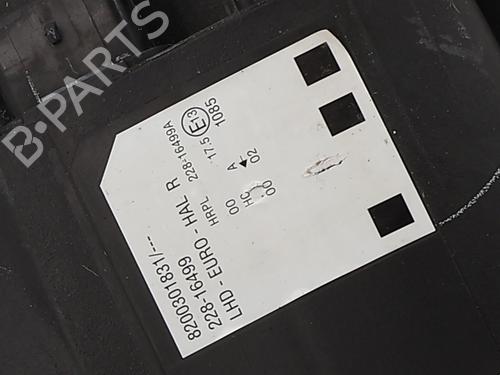 B-PARTS
8200301831/---
228-16499
LHD - EURO - HAL R
HRPL 228-16499A
00 HC 00
A 02
17.5 E13 1085